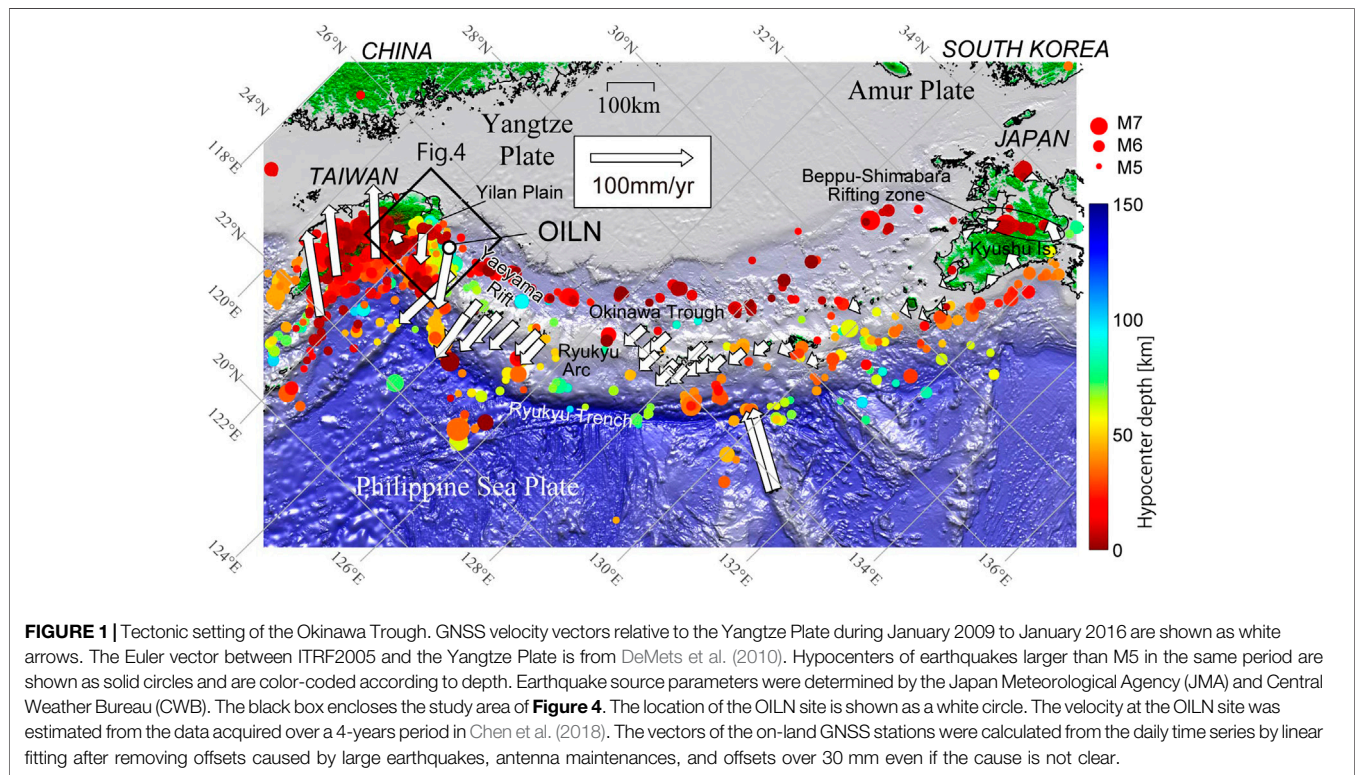 26°N
28°N
30°N
32°N
34°N
CHINA
SOUTH KOREA
24°N
100km
Amur Plate
M7
M6
M5
Yangtze
Plate
JAPAN
118°E
Fig.4
100mm/yr
Beppu-Shimabara
Rifting zone
TAIWAN
Yilan Plain
22°N
OILN
150
Kyushu Is.
120°E
Yaeyama
Rift
Okinawa Trough
100
20°N
Ryukyu
Arc
122°E
Ryukyu Trench
50
Philippine Sea Plate
Hypocenter depth [km]
0
124°E
126°E
128°E
130°E
132°E
134°E
136°E
FIGURE 1 | Tectonic setting of the Okinawa Trough. GNSS velocity vectors relative to the Yangtze Plate during January 2009 to January 2016 are shown as white
arrows. The Euler vector between ITRF2005 and the Yangtze Plate is from DeMets et al. (2010). Hypocenters of earthquakes larger than M5 in the same period are
shown as solid circles and are color-coded according to depth. Earthquake source parameters were determined by the Japan Meteorological Agency (JMA) and Central
Weather Bureau (CWB). The black box encloses the study area of Figure 4. The location of the OILN site is shown as a white circle. The velocity at the OILN site was
estimated from the data acquired over a 4-years period in Chen et al. (2018). The vectors of the on-land GNSS stations were calculated from the daily time series by linear
fitting after removing offsets caused by large earthquakes, antenna maintenances, and offsets over 30 mm even if the cause is not clear.